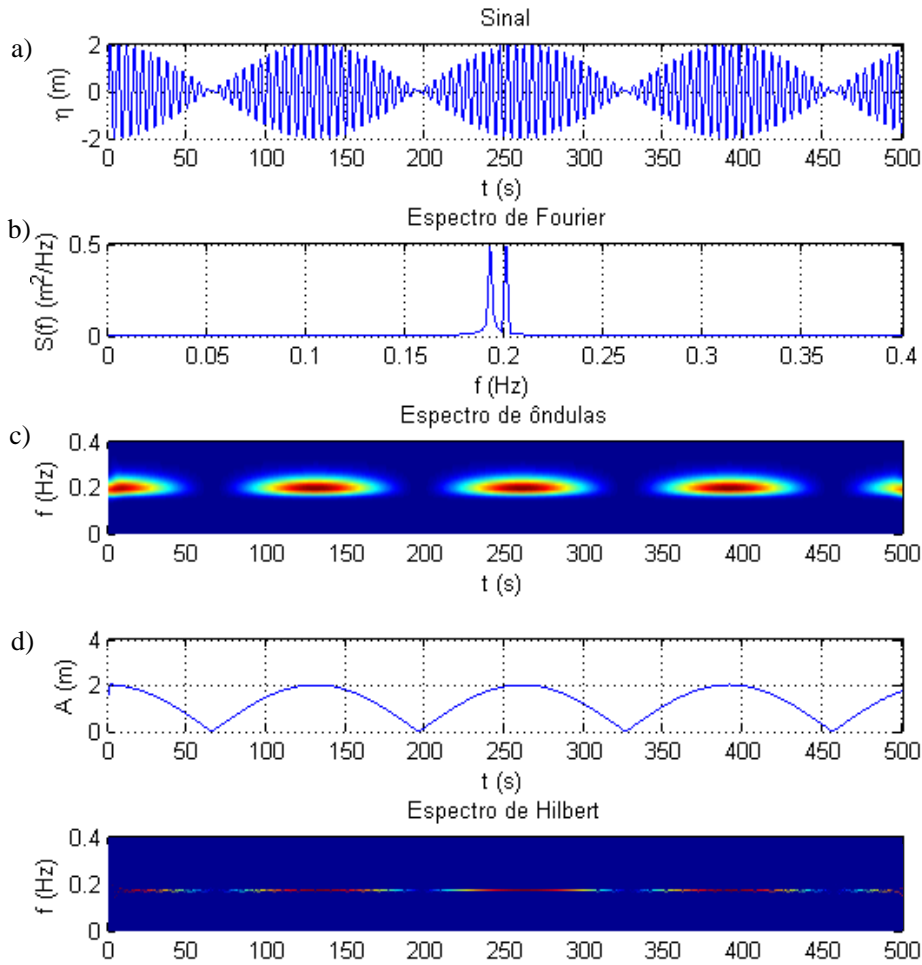 Sinal
a)
η (m)
2
0
-2
0 50 100 150 200 250 300 350 400 450 500
t (s)
Espectro de Fourier
b)
S(f) (m²/Hz)
0.5
0
0 0.05 0.1 0.15 0.2 0.25 0.3 0.35 0.4
f (Hz)
Espectro de ôndulas
c)
f (Hz)
0.4
0.2
0
0 50 100 150 200 250 300 350 400 450 500
t (s)
d)
A (m)
4
2
0
0 50 100 150 200 250 300 350 400 450 500
t (s)
Espectro de Hilbert
f (Hz)
0.4
0.2
0
0 50 100 150 200 250 300 350 400 450 500